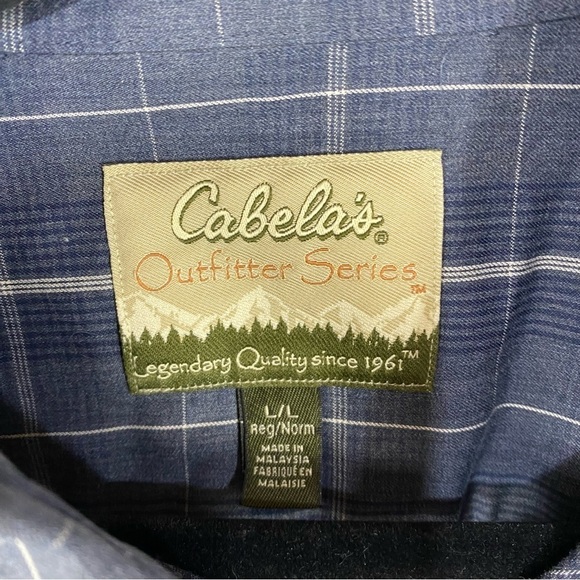 Cabela's®
Outfitter Series™
Legendary Quality since 1961™
L/L
Reg/Norm
MADE IN
MALAYSIA
FABRIQUÉ EN
MALAISIE